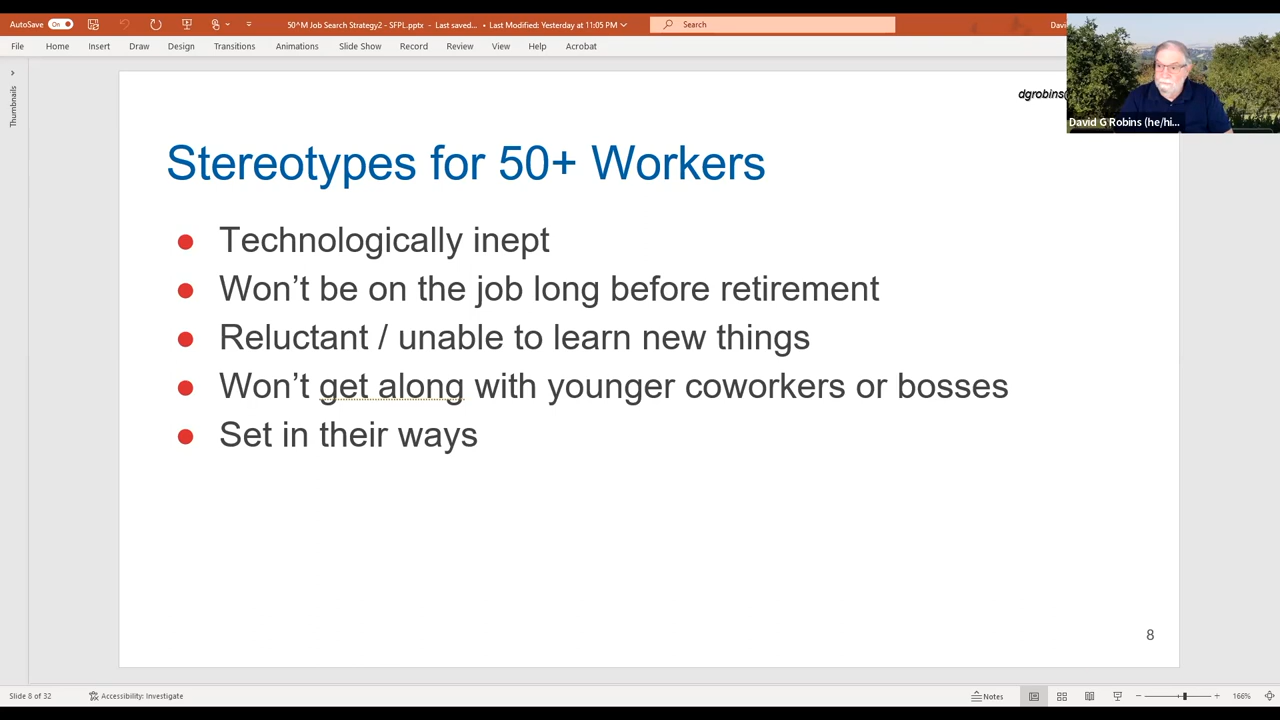 AutoSave On
50^M Job Search Strategy2 - SFPL.pptx - Last saved... • Last Modified: Yesterday at 11:05 PM
Search
File Home Insert Draw Design Transitions Animations Slide Show Record Review View Help Acrobat
Thumbnails
dgrobins@
David G Robins (he/hi...
Stereotypes for 50+ Workers
● Technologically inept
● Won't be on the job long before retirement
● Reluctant / unable to learn new things
● Won't get along with younger coworkers or bosses
● Set in their ways
8
Slide 8 of 32
Accessibility: Investigate
Notes
166%